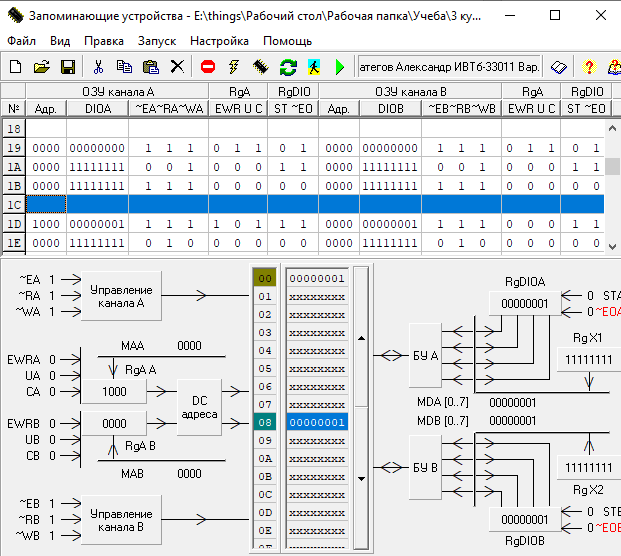 Запоминающие устройства - E:\things\Рабочий стол\Рабочая папка\Учеба\3 ку...
Файл Вид Правка Запуск Настройка Помощь
атегов Александр ИВТб-33011 Вар.
ОЗУ канала A RgA RgDIO ОЗУ канала B RgA RgDIO
№ Адр. DIOA ~EA~RA~WA EWR U C ST ~EO Адр. DIOB ~EB~RB~WB EWR U C ST ~EO
18
19 0000 00000000 1 1 1 0 1 1 0 1 0000 00000000 1 1 1 0 1 1 0 1
1A 0000 11111111 0 0 1 0 0 0 1 1 0000 11111111 0 0 1 0 0 0 1 1
1B 0000 11111111 1 1 1 0 0 0 0 0 0000 11111111 1 1 1 0 0 0 0 0
1C
1D 1000 00000001 1 1 1 1 0 1 1 1 0000 00000001 1 1 1 0 0 0 1 1
1E 0000 11111111 0 1 0 0 0 0 0 0 0000 11111111 0 1 0 0 0 0 0 0
~EA 1
~RA 1
~WA 1
Управление
канала A
EWRA 0
UA 0
CA 0
MAA 0000
RgA A
1000
DC
адреса
EWRB 0
UB 0
CB 0
0000
RgA B
MAB 0000
~EB 1
~RB 1
~WB 1
Управление
канала B
00 00000001
01 xxxxxxxx
02 xxxxxxxx
03 xxxxxxxx
04 xxxxxxxx
05 xxxxxxxx
06 xxxxxxxx
07 xxxxxxxx
08 00000001
09 xxxxxxxx
0A xxxxxxxx
0B xxxxxxxx
0C xxxxxxxx
0D xxxxxxxx
0E xxxxxxxx
БУ A
RgDIOA
00000001
0 STA
0 ~EOA
Rg X1
11111111
MDA [0..7] 00000001
MDB [0..7] 00000001
БУ B
11111111
Rg X2
00000001
RgDIOB
0 STB
0 ~EOB